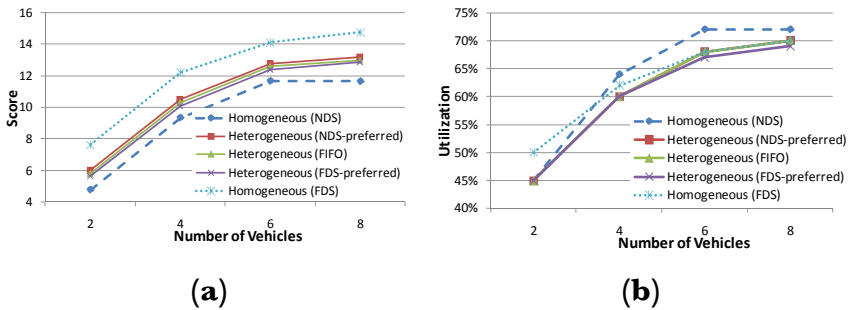 16
14
12
10
8
6
4
Score
Homogeneous (NDS)
Heterogeneous (NDS-preferred)
Heterogeneous (FIFO)
Heterogeneous (FDS-preferred)
Homogeneous (FDS)
2 4 6 8
Number of Vehicles
(a)
75%
70%
65%
60%
55%
50%
45%
40%
Utilization
Homogeneous (NDS)
Heterogeneous (NDS-preferred)
Heterogeneous (FIFO)
Heterogeneous (FDS-preferred)
Homogeneous (FDS)
2 4 6 8
Number of Vehicles
(b)